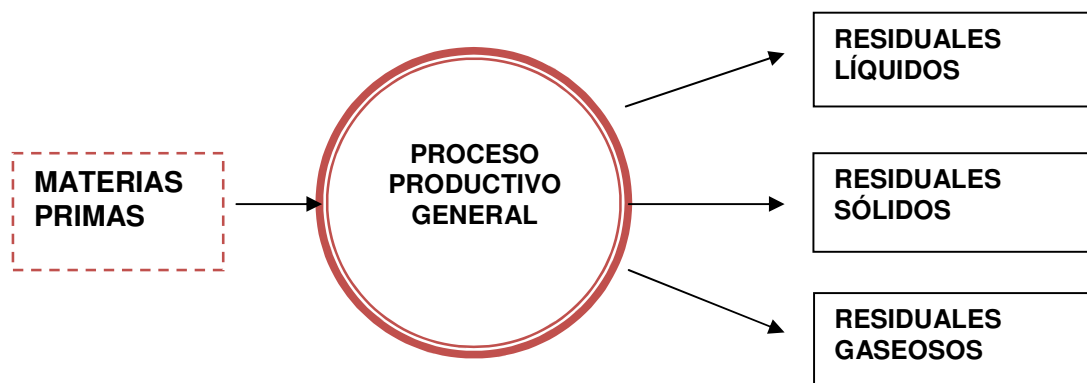 MATERIAS
PRIMAS
PROCESO
PRODUCTIVO
GENERAL
RESIDUALES
LÍQUIDOS
RESIDUALES
SÓLIDOS
RESIDUALES
GASEOSOS